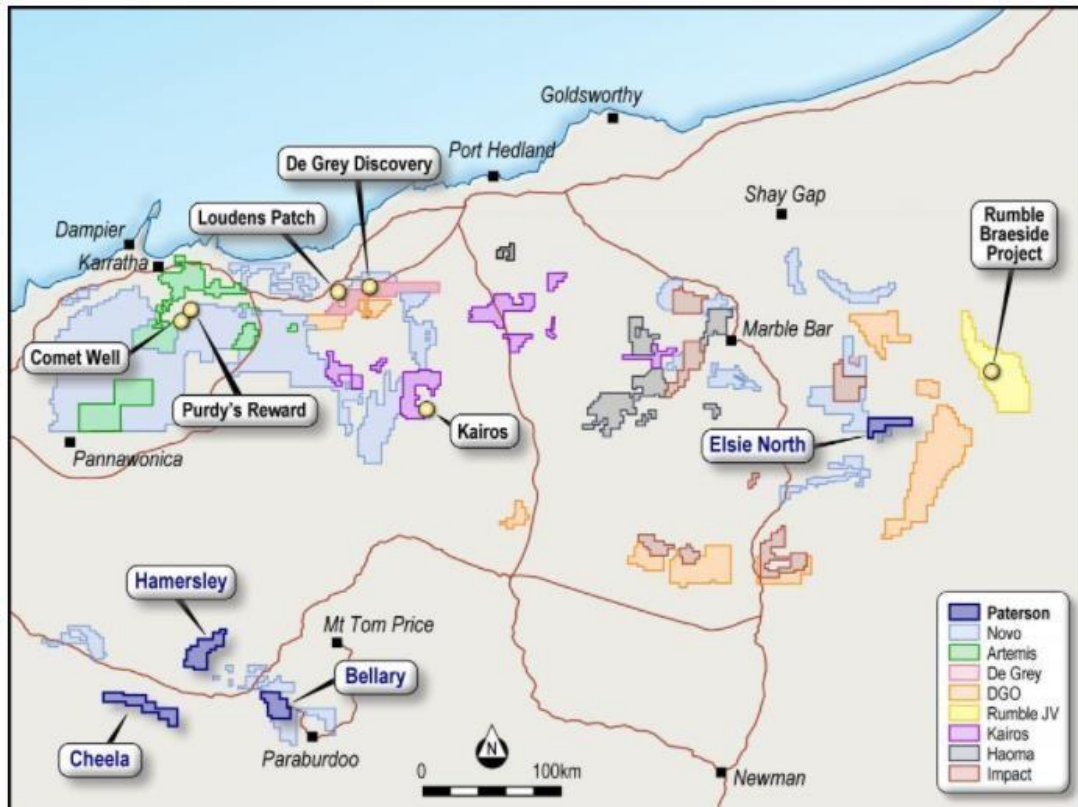 Goldsworthy
De Grey Discovery
Port Hedland
Loudens Patch
Shay Gap
Rumble
Braeside
Project
Dampier
Karratha
Marble Bar
Comet Well
Purdy's Reward
Kairos
Elsie North
Pannawonica
Hamersley
Mt Tom Price
Bellary
Cheela
Paraburdoo
N
0 100km
Newman
Paterson
Novo
Artemis
De Grey
DGO
Rumble JV
Kairos
Haoma
Impact